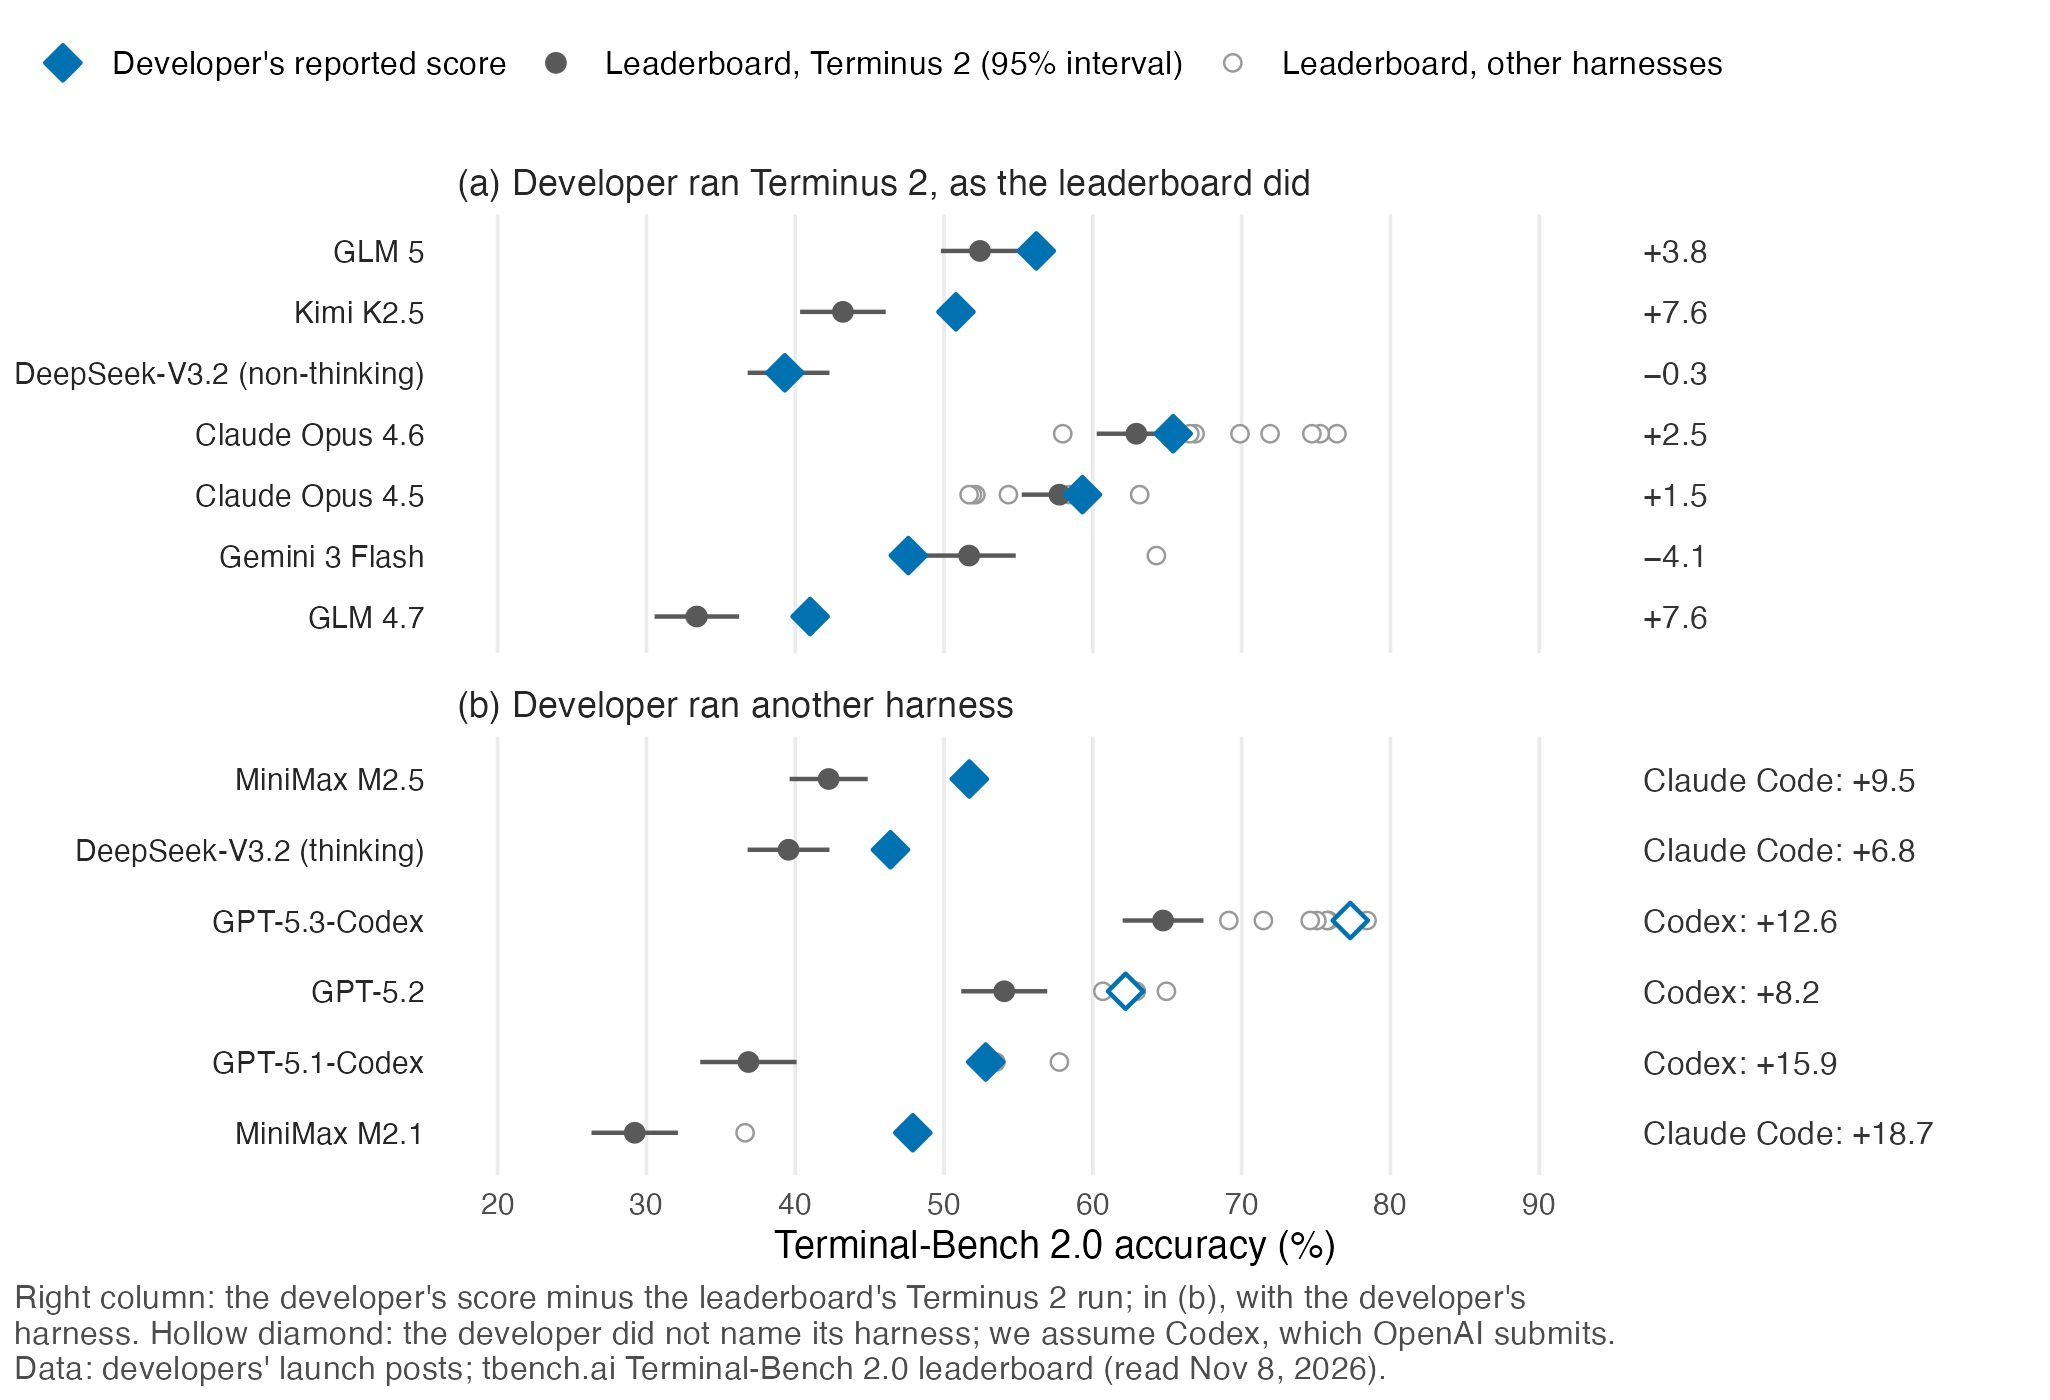 Developer's reported score
Leaderboard, Terminus 2 (95% interval)
Leaderboard, other harnesses
(a) Developer ran Terminus 2, as the leaderboard did
GLM 5
+3.8
Kimi K2.5
+7.6
DeepSeek-V3.2 (non-thinking)
−0.3
Claude Opus 4.6
+2.5
Claude Opus 4.5
+1.5
Gemini 3 Flash
−4.1
GLM 4.7
+7.6
(b) Developer ran another harness
MiniMax M2.5
Claude Code: +9.5
DeepSeek-V3.2 (thinking)
Claude Code: +6.8
GPT-5.3-Codex
Codex: +12.6
GPT-5.2
Codex: +8.2
GPT-5.1-Codex
Codex: +15.9
MiniMax M2.1
Claude Code: +18.7
20 30 40 50 60 70 80 90
Terminal-Bench 2.0 accuracy (%)
Right column: the developer's score minus the leaderboard's Terminus 2 run; in (b), with the developer's
harness. Hollow diamond: the developer did not name its harness; we assume Codex, which OpenAI submits.
Data: developers' launch posts; tbench.ai Terminal-Bench 2.0 leaderboard (read Nov 8, 2026).